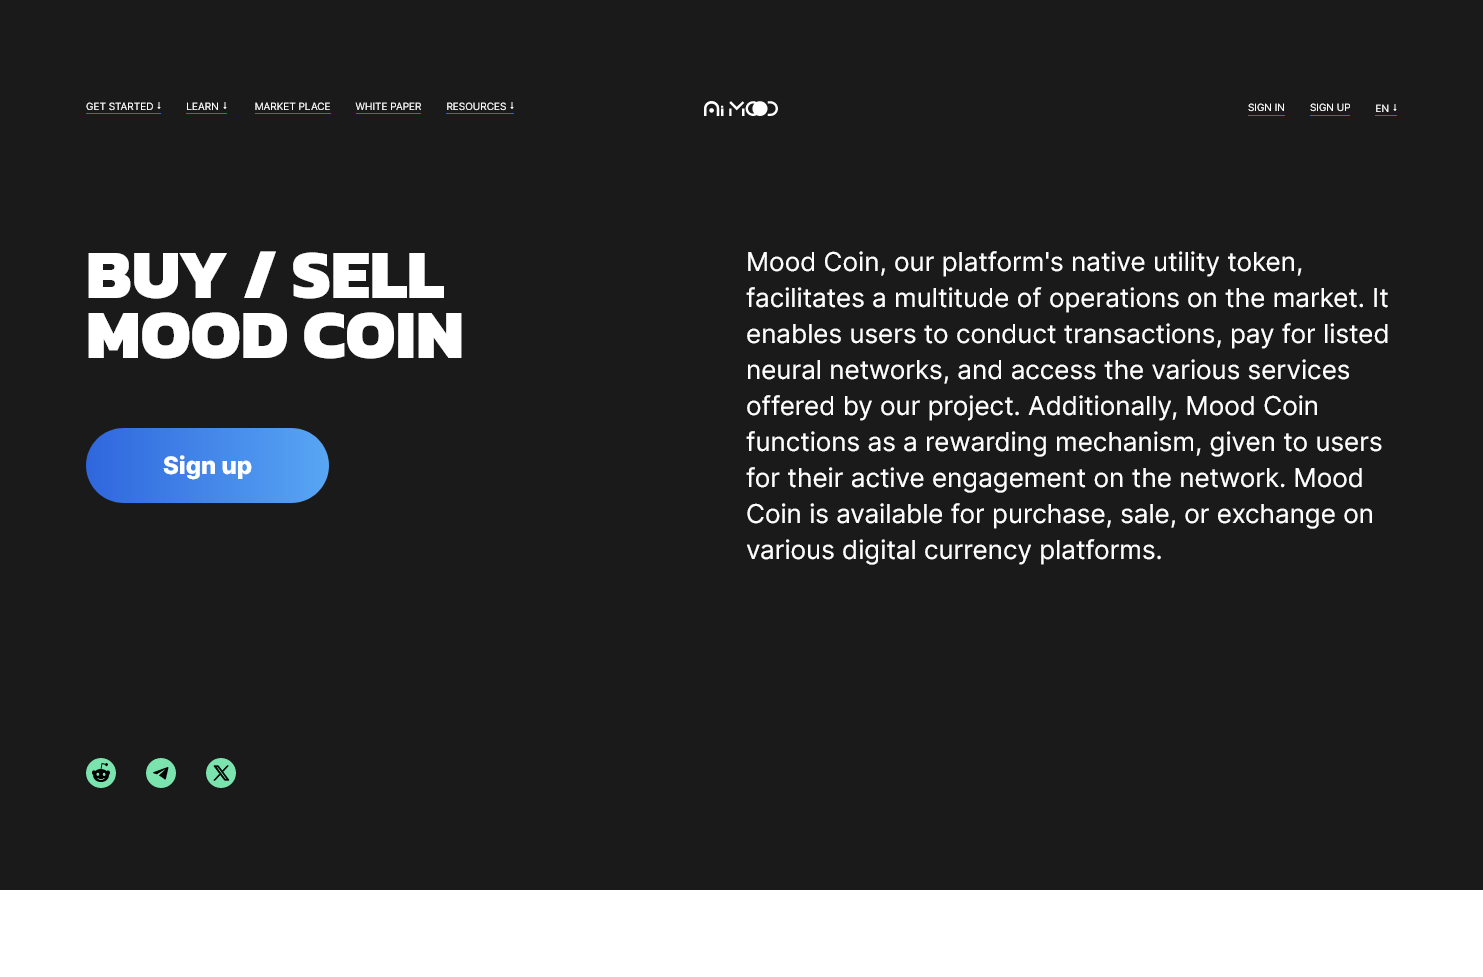 GET STARTED ↓ LEARN ↓ MARKET PLACE WHITE PAPER RESOURCES ↓
Ai MOOD
SIGN IN SIGN UP EN ↓
BUY / SELL
MOOD COIN
Sign up
Mood Coin, our platform's native utility token,
facilitates a multitude of operations on the market. It
enables users to conduct transactions, pay for listed
neural networks, and access the various services
offered by our project. Additionally, Mood Coin
functions as a rewarding mechanism, given to users
for their active engagement on the network. Mood
Coin is available for purchase, sale, or exchange on
various digital currency platforms.